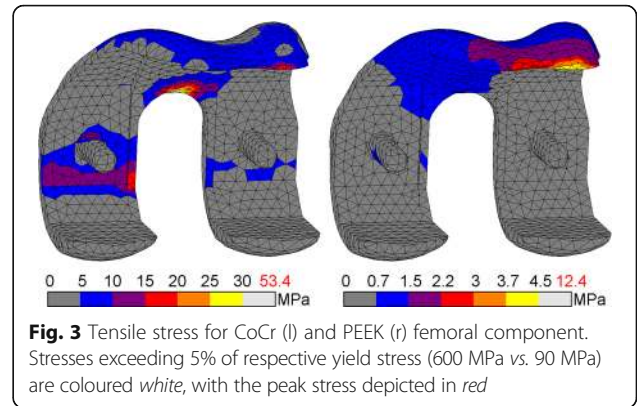 0 5 10 15 20 25 30 53.4
MPa
0 0.7 1.5 2.2 3 3.7 4.5 12.4
MPa
Fig. 3 Tensile stress for CoCr (l) and PEEK (r) femoral component.
Stresses exceeding 5% of respective yield stress (600 MPa vs. 90 MPa)
are coloured white, with the peak stress depicted in red